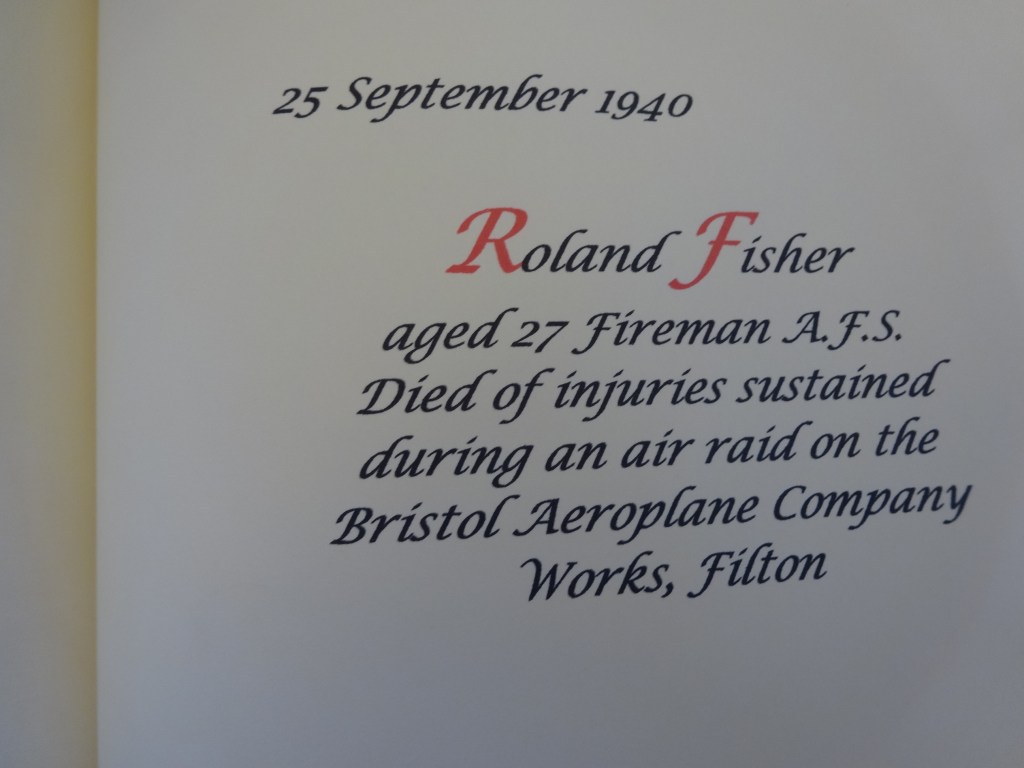 25 September 1940
Roland Fisher
aged 27 Fireman A.F.S.
Died of injuries sustained
during an air raid on the
Bristol Aeroplane Company
Works, Filton